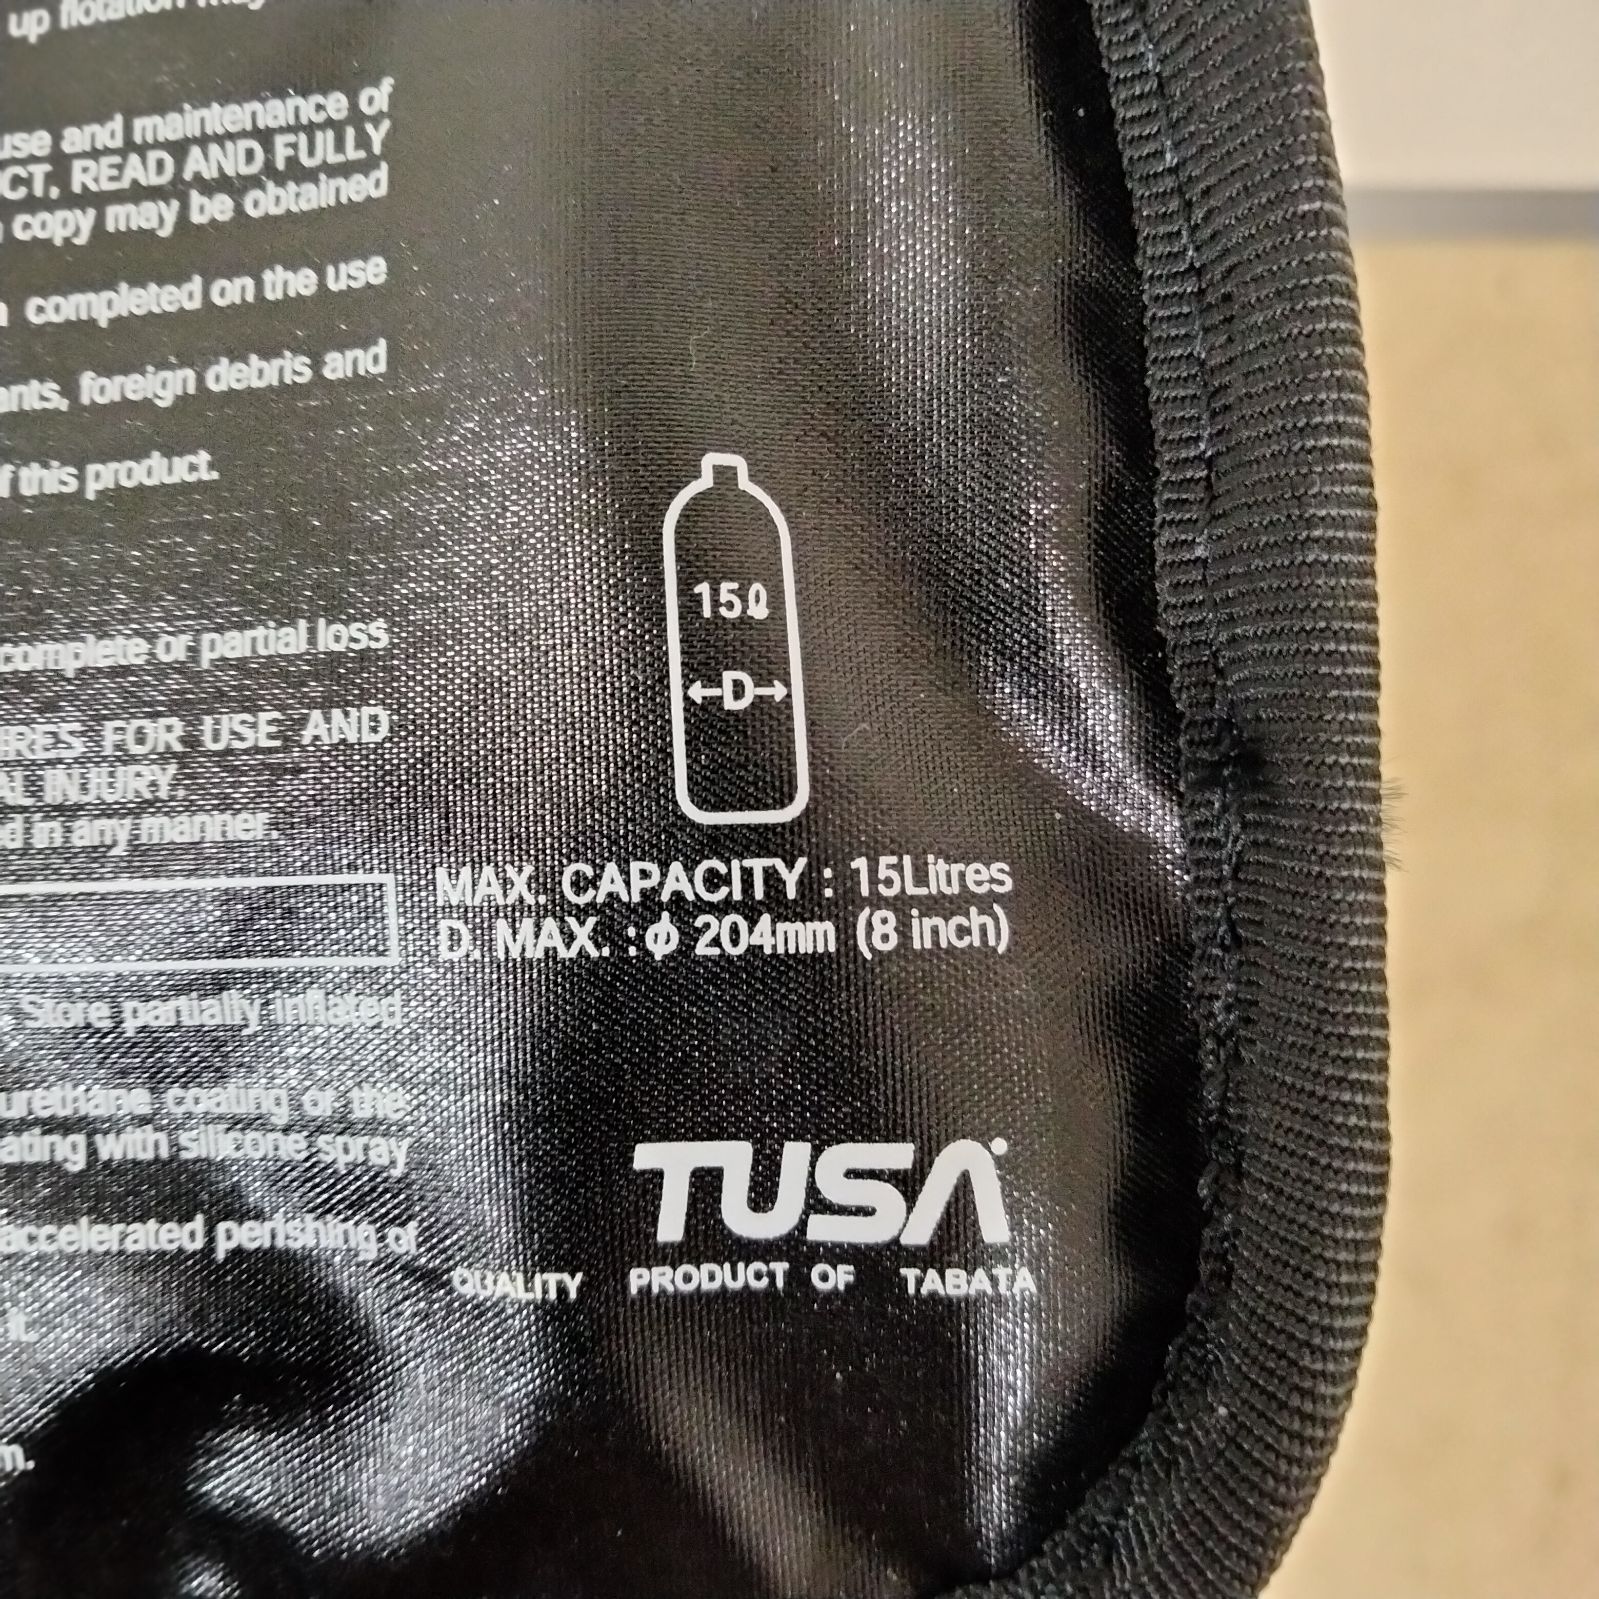 up flotation may
use and maintenance of
CT, READ AND FULLY
copy may be obtained
completed on the use
ants, foreign debris and
f this product.
15ℓ
complete or partial loss
←D→
RES FOR USE AND
AL INJURY.
ed in any manner.
MAX. CAPACITY : 15Litres
D. MAX. : φ 204mm (8 inch)
Store partially inflated
urethane coating or the
ating with silicone spray
accelerated perishing of
TUSA
QUALITY PRODUCT OF TABATA
it.
m.